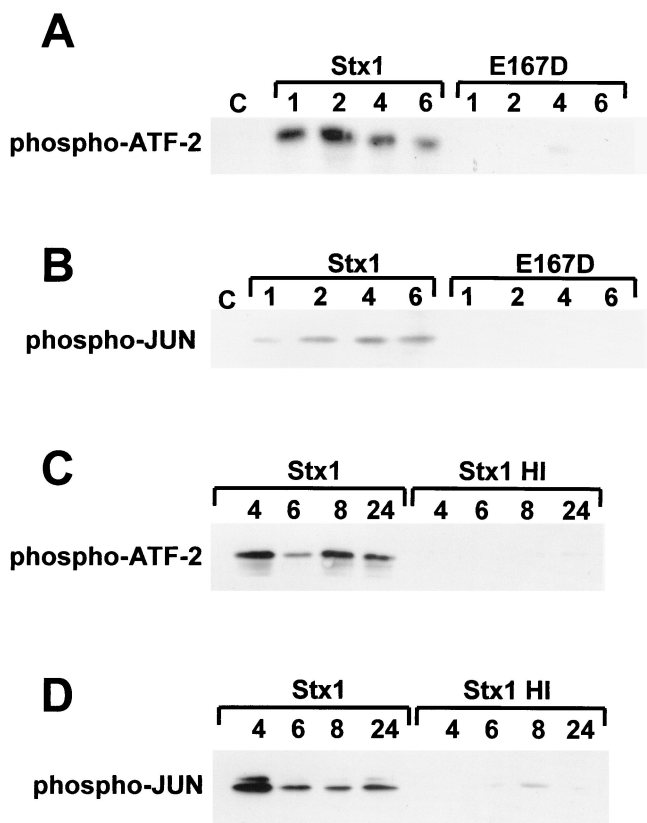 A
Stx1 E167D
C 1 2 4 6 1 2 4 6
phospho-ATF-2
B
Stx1 E167D
C 1 2 4 6 1 2 4 6
phospho-JUN
C
Stx1 Stx1 HI
4 6 8 24 4 6 8 24
phospho-ATF-2
D
Stx1 Stx1 HI
4 6 8 24 4 6 8 24
phospho-JUN